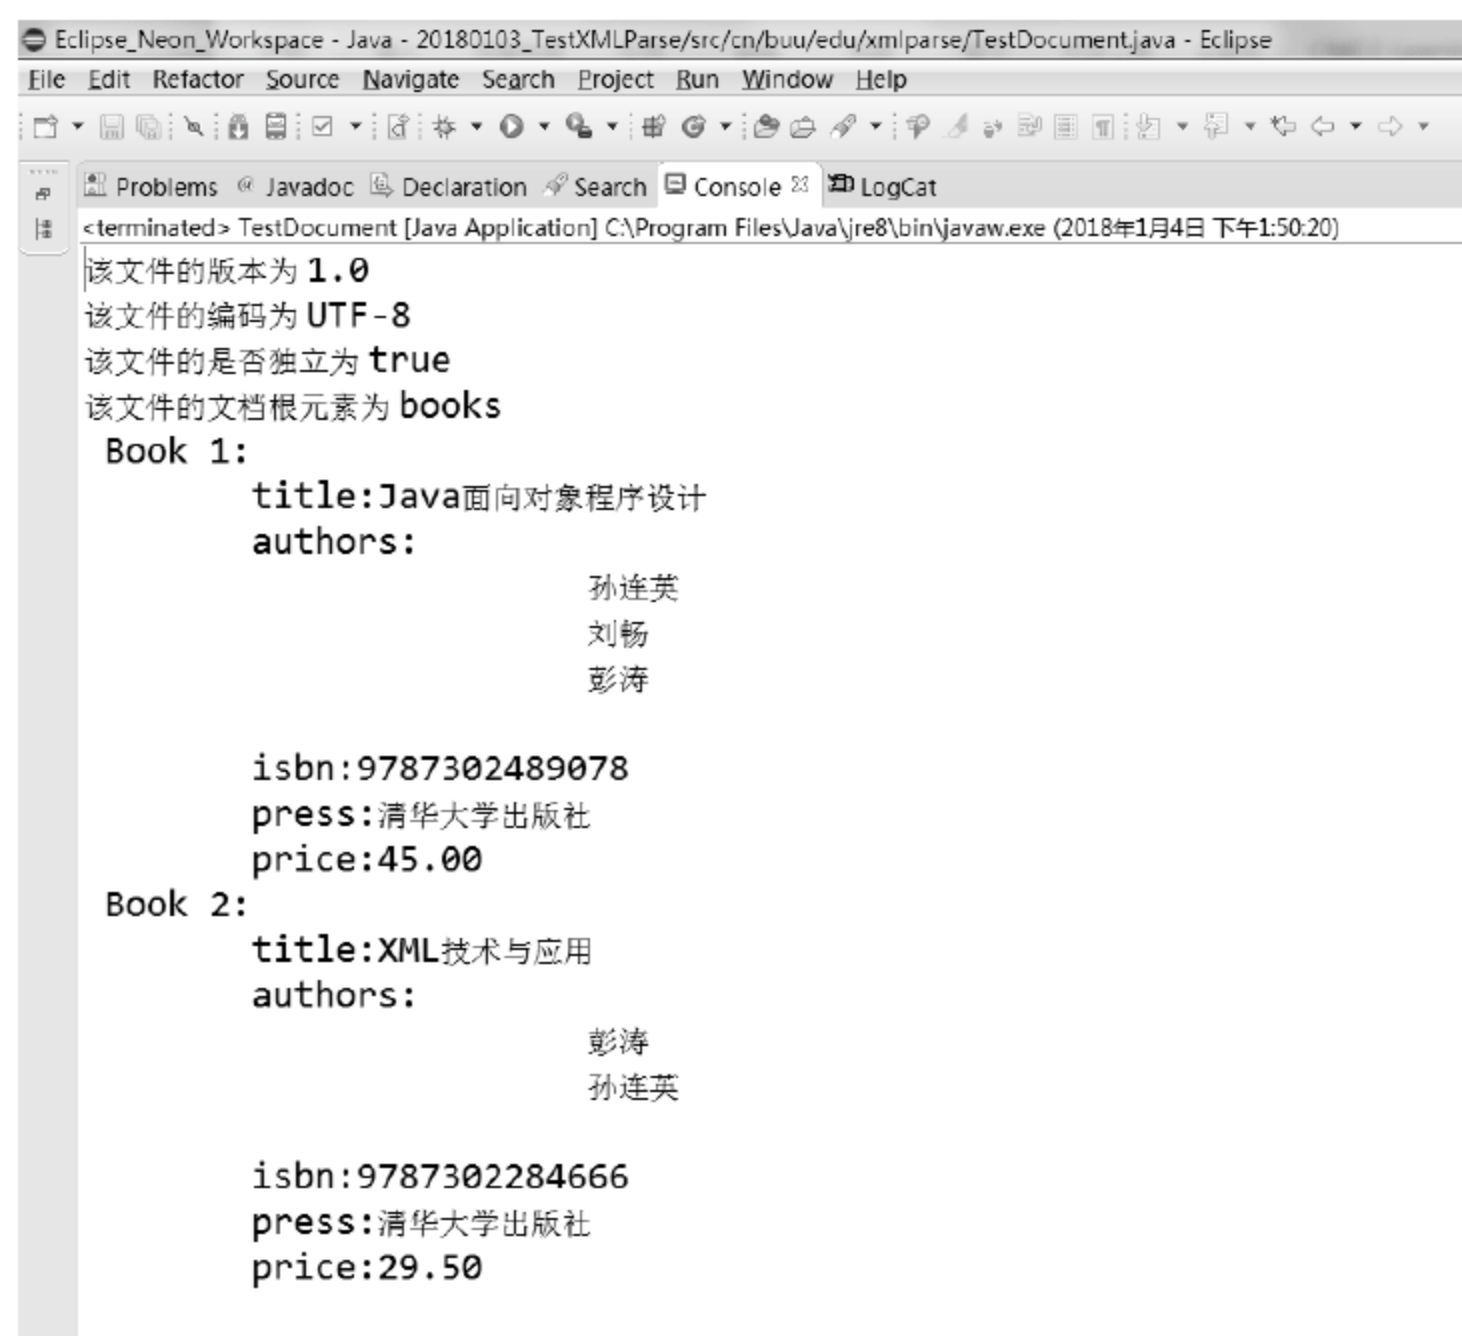 Eclipse_Neon_Workspace - Java - 20180103_TestXMLParse/src/cn/buu/edu/xmlparse/TestDocument.java - Eclipse
File Edit Refactor Source Navigate Search Project Run Window Help
Problems @ Javadoc Declaration Search Console LogCat
<terminated> TestDocument [Java Application] C:\Program Files\Java\jre8\bin\javaw.exe (2018年1月4日 下午1:50:20)
该文件的版本为 1.0
该文件的编码为 UTF-8
该文件的是否独立为 true
该文件的文档根元素为 books
Book 1:
title:Java面向对象程序设计
authors:
孙连英
刘畅
彭涛
isbn:9787302489078
press:清华大学出版社
price:45.00
Book 2:
title:XML技术与应用
authors:
彭涛
孙连英
isbn:9787302284666
press:清华大学出版社
price:29.50